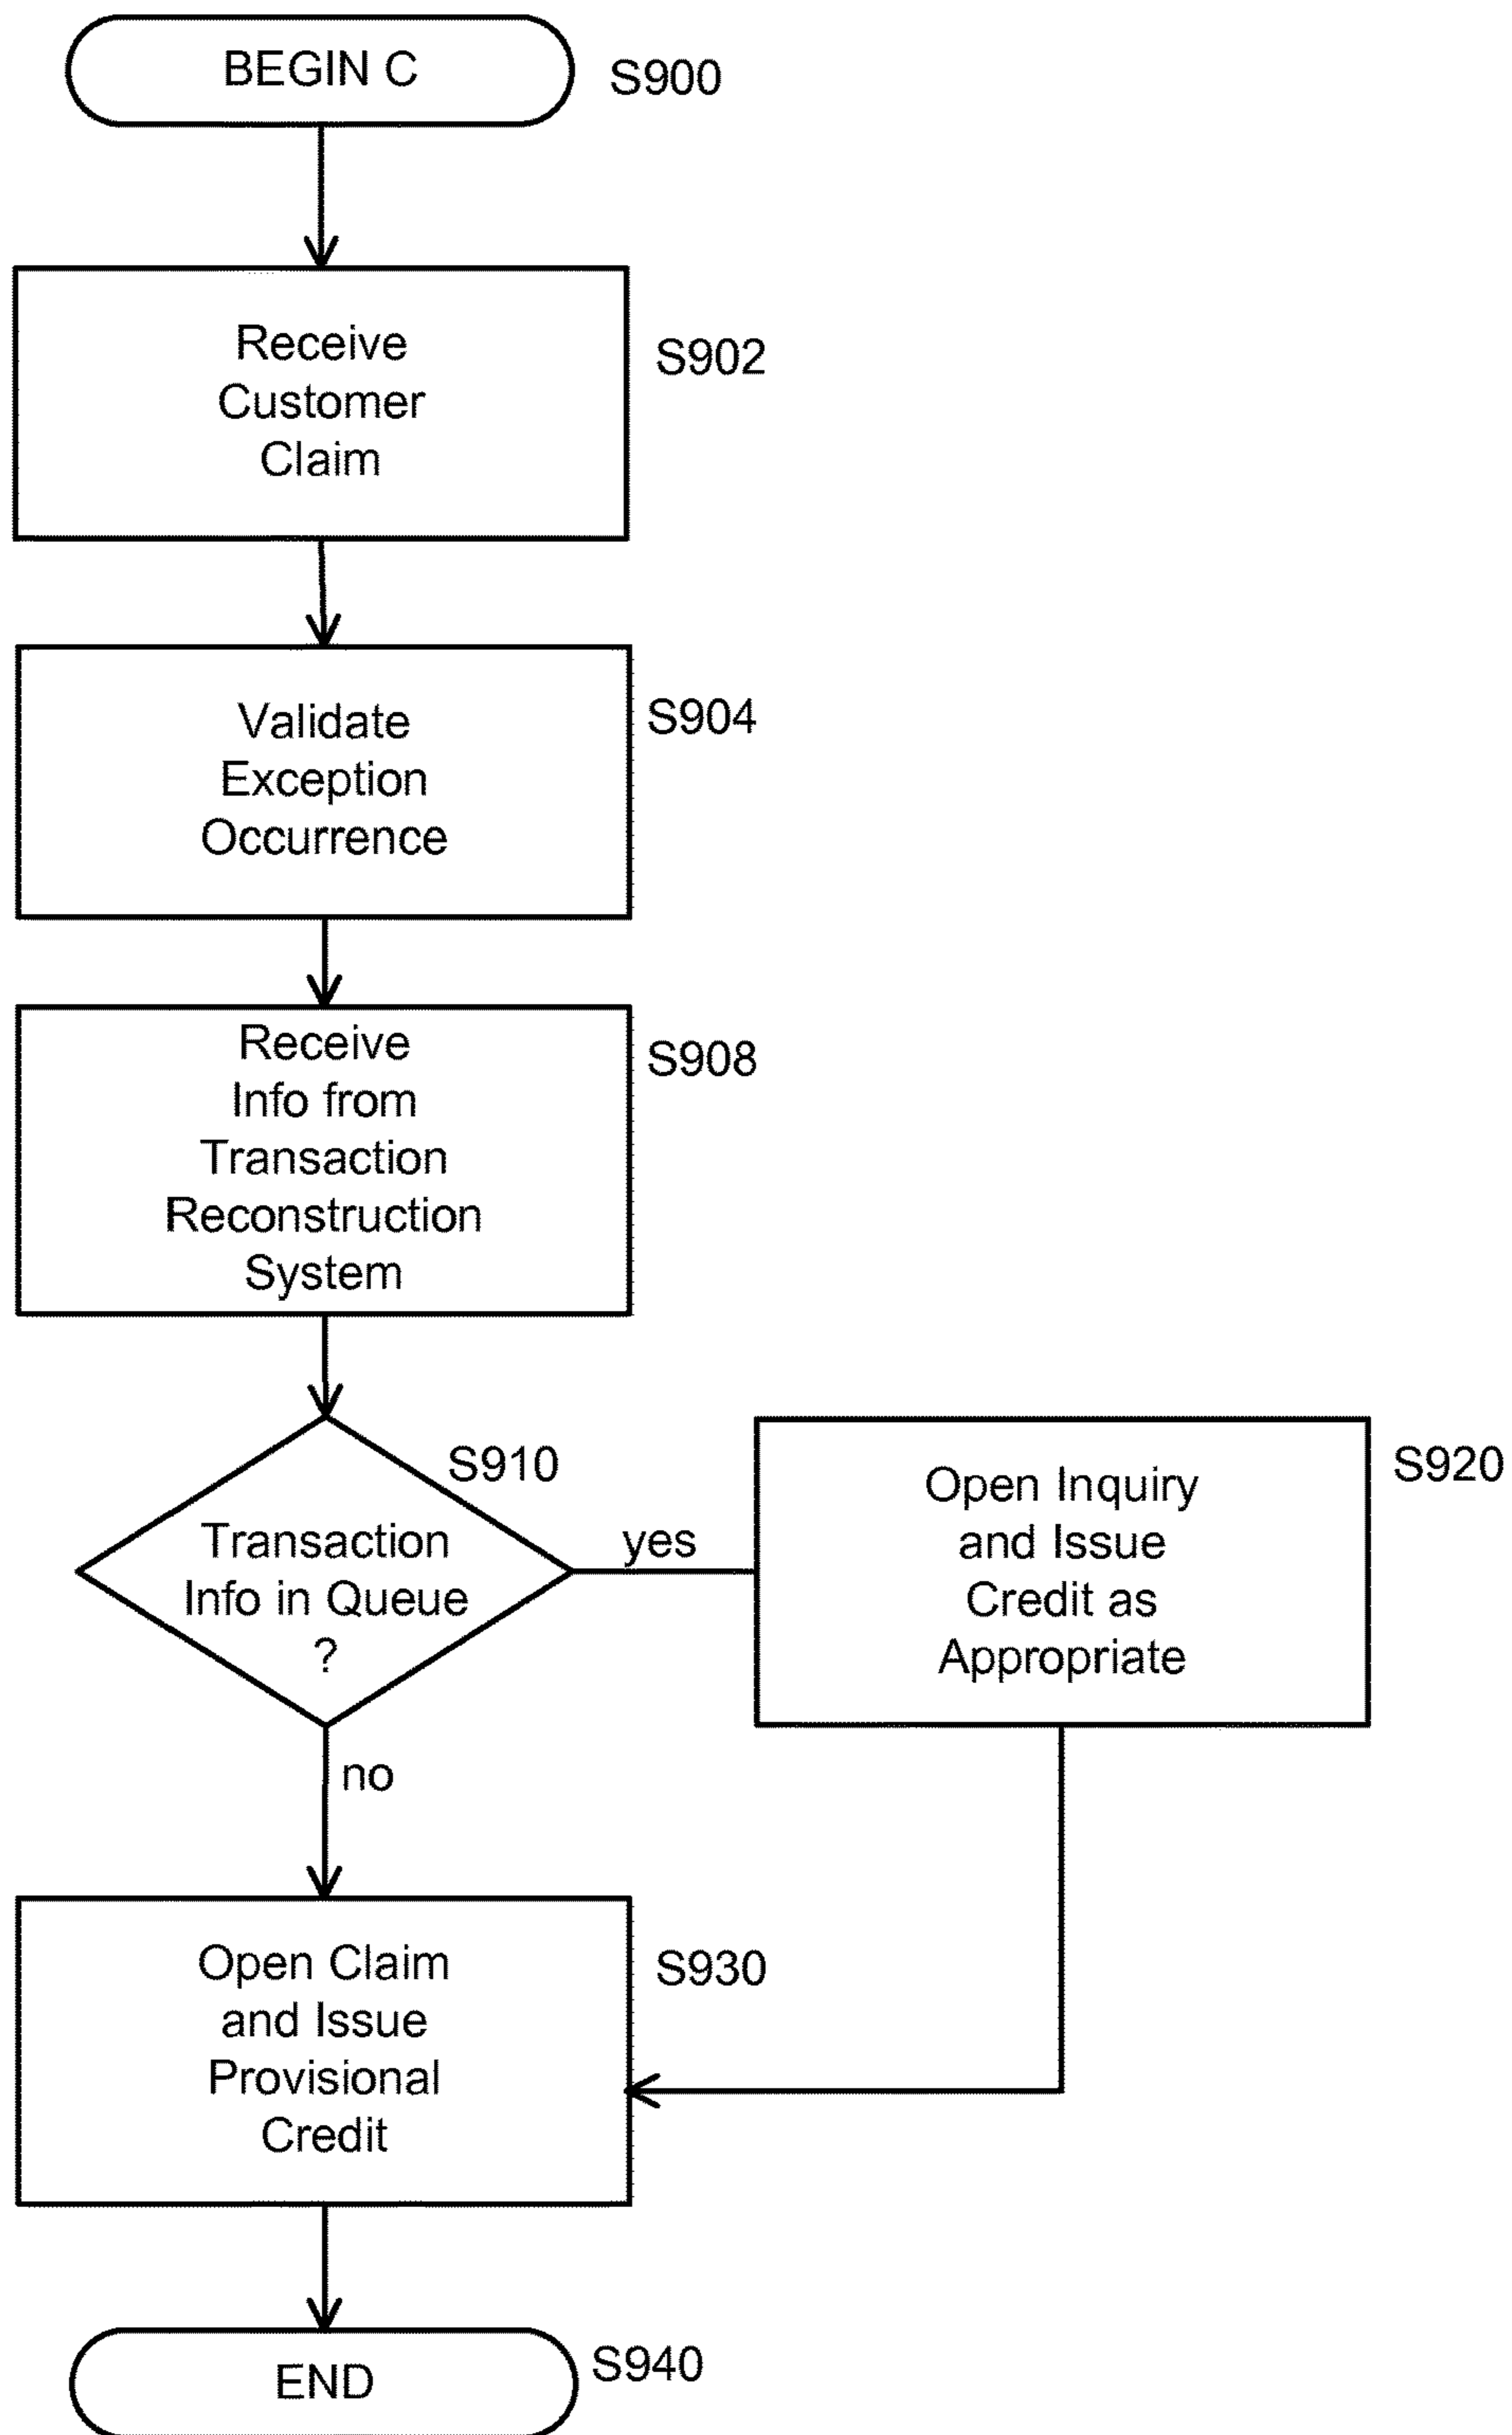 BEGIN C
S900
Receive
Customer
Claim
S902
Validate
Exception
Occurrence
S904
Receive
Info from
Transaction
Reconstruction
System
S908
S910
Transaction
Info in Queue
?
yes
Open Inquiry
and Issue
Credit as
Appropriate
S920
no
Open Claim
and Issue
Provisional
Credit
S930
END
S940